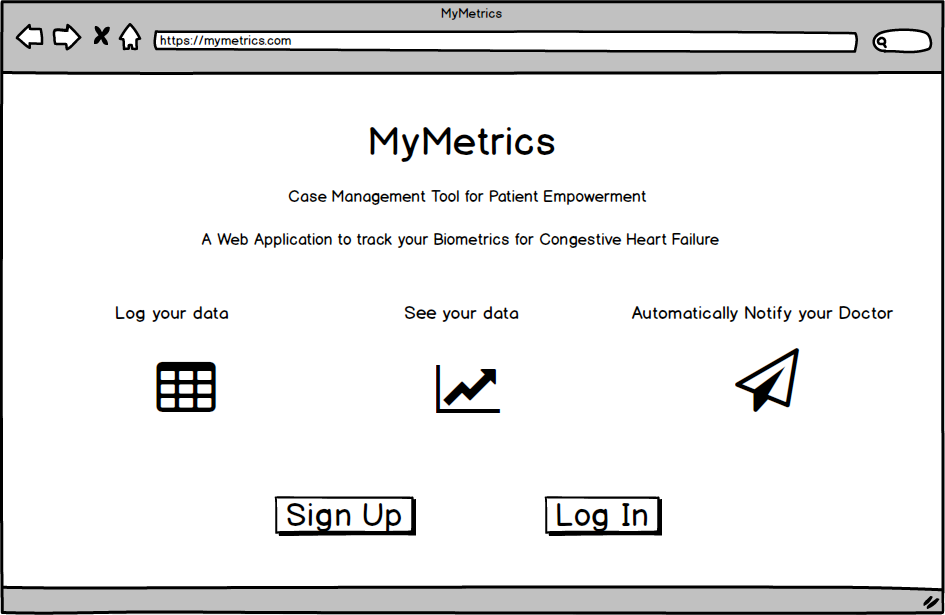 MyMetrics
https://mymetrics.com
MyMetrics
Case Management Tool for Patient Empowerment
A Web Application to track your Biometrics for Congestive Heart Failure
Log your data
See your data
Automatically Notify your Doctor
Sign Up
Log In